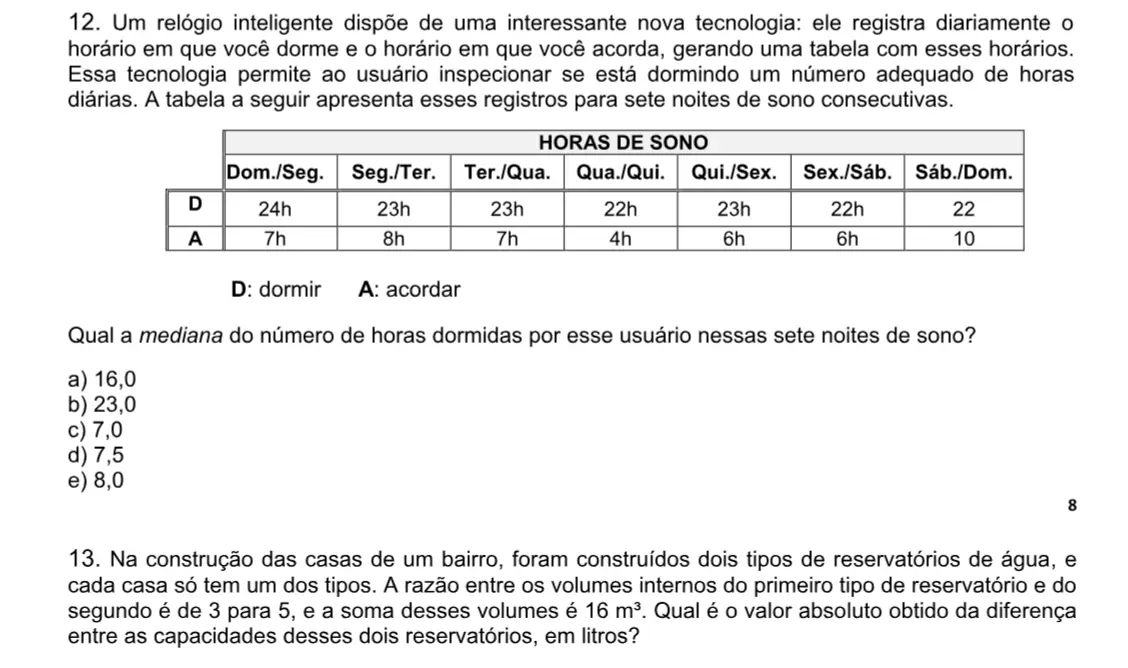 12. Um relógio inteligente dispõe de uma interessante nova tecnologia: ele registra diariamente o
horário em que você dorme e o horário em que você acorda, gerando uma tabela com esses horários.
Essa tecnologia permite ao usuário inspecionar se está dormindo um número adequado de horas
diárias. A tabela a seguir apresenta esses registros para sete noites de sono consecutivas.
HORAS DE SONO
Dom./Seg. Seg./Ter. Ter./Qua. Qua./Qui. Qui./Sex. Sex./Sáb. Sáb./Dom.
D 24h 23h 23h 22h 23h 22h 22
A 7h 8h 7h 4h 6h 6h 10
D: dormir A: acordar
Qual a mediana do número de horas dormidas por esse usuário nessas sete noites de sono?
a) 16,0
b) 23,0
c) 7,0
d) 7,5
e) 8,0
8
13. Na construção das casas de um bairro, foram construídos dois tipos de reservatórios de água, e
cada casa só tem um dos tipos. A razão entre os volumes internos do primeiro tipo de reservatório e do
segundo é de 3 para 5, e a soma desses volumes é 16 m³. Qual é o valor absoluto obtido da diferença
entre as capacidades desses dois reservatórios, em litros?